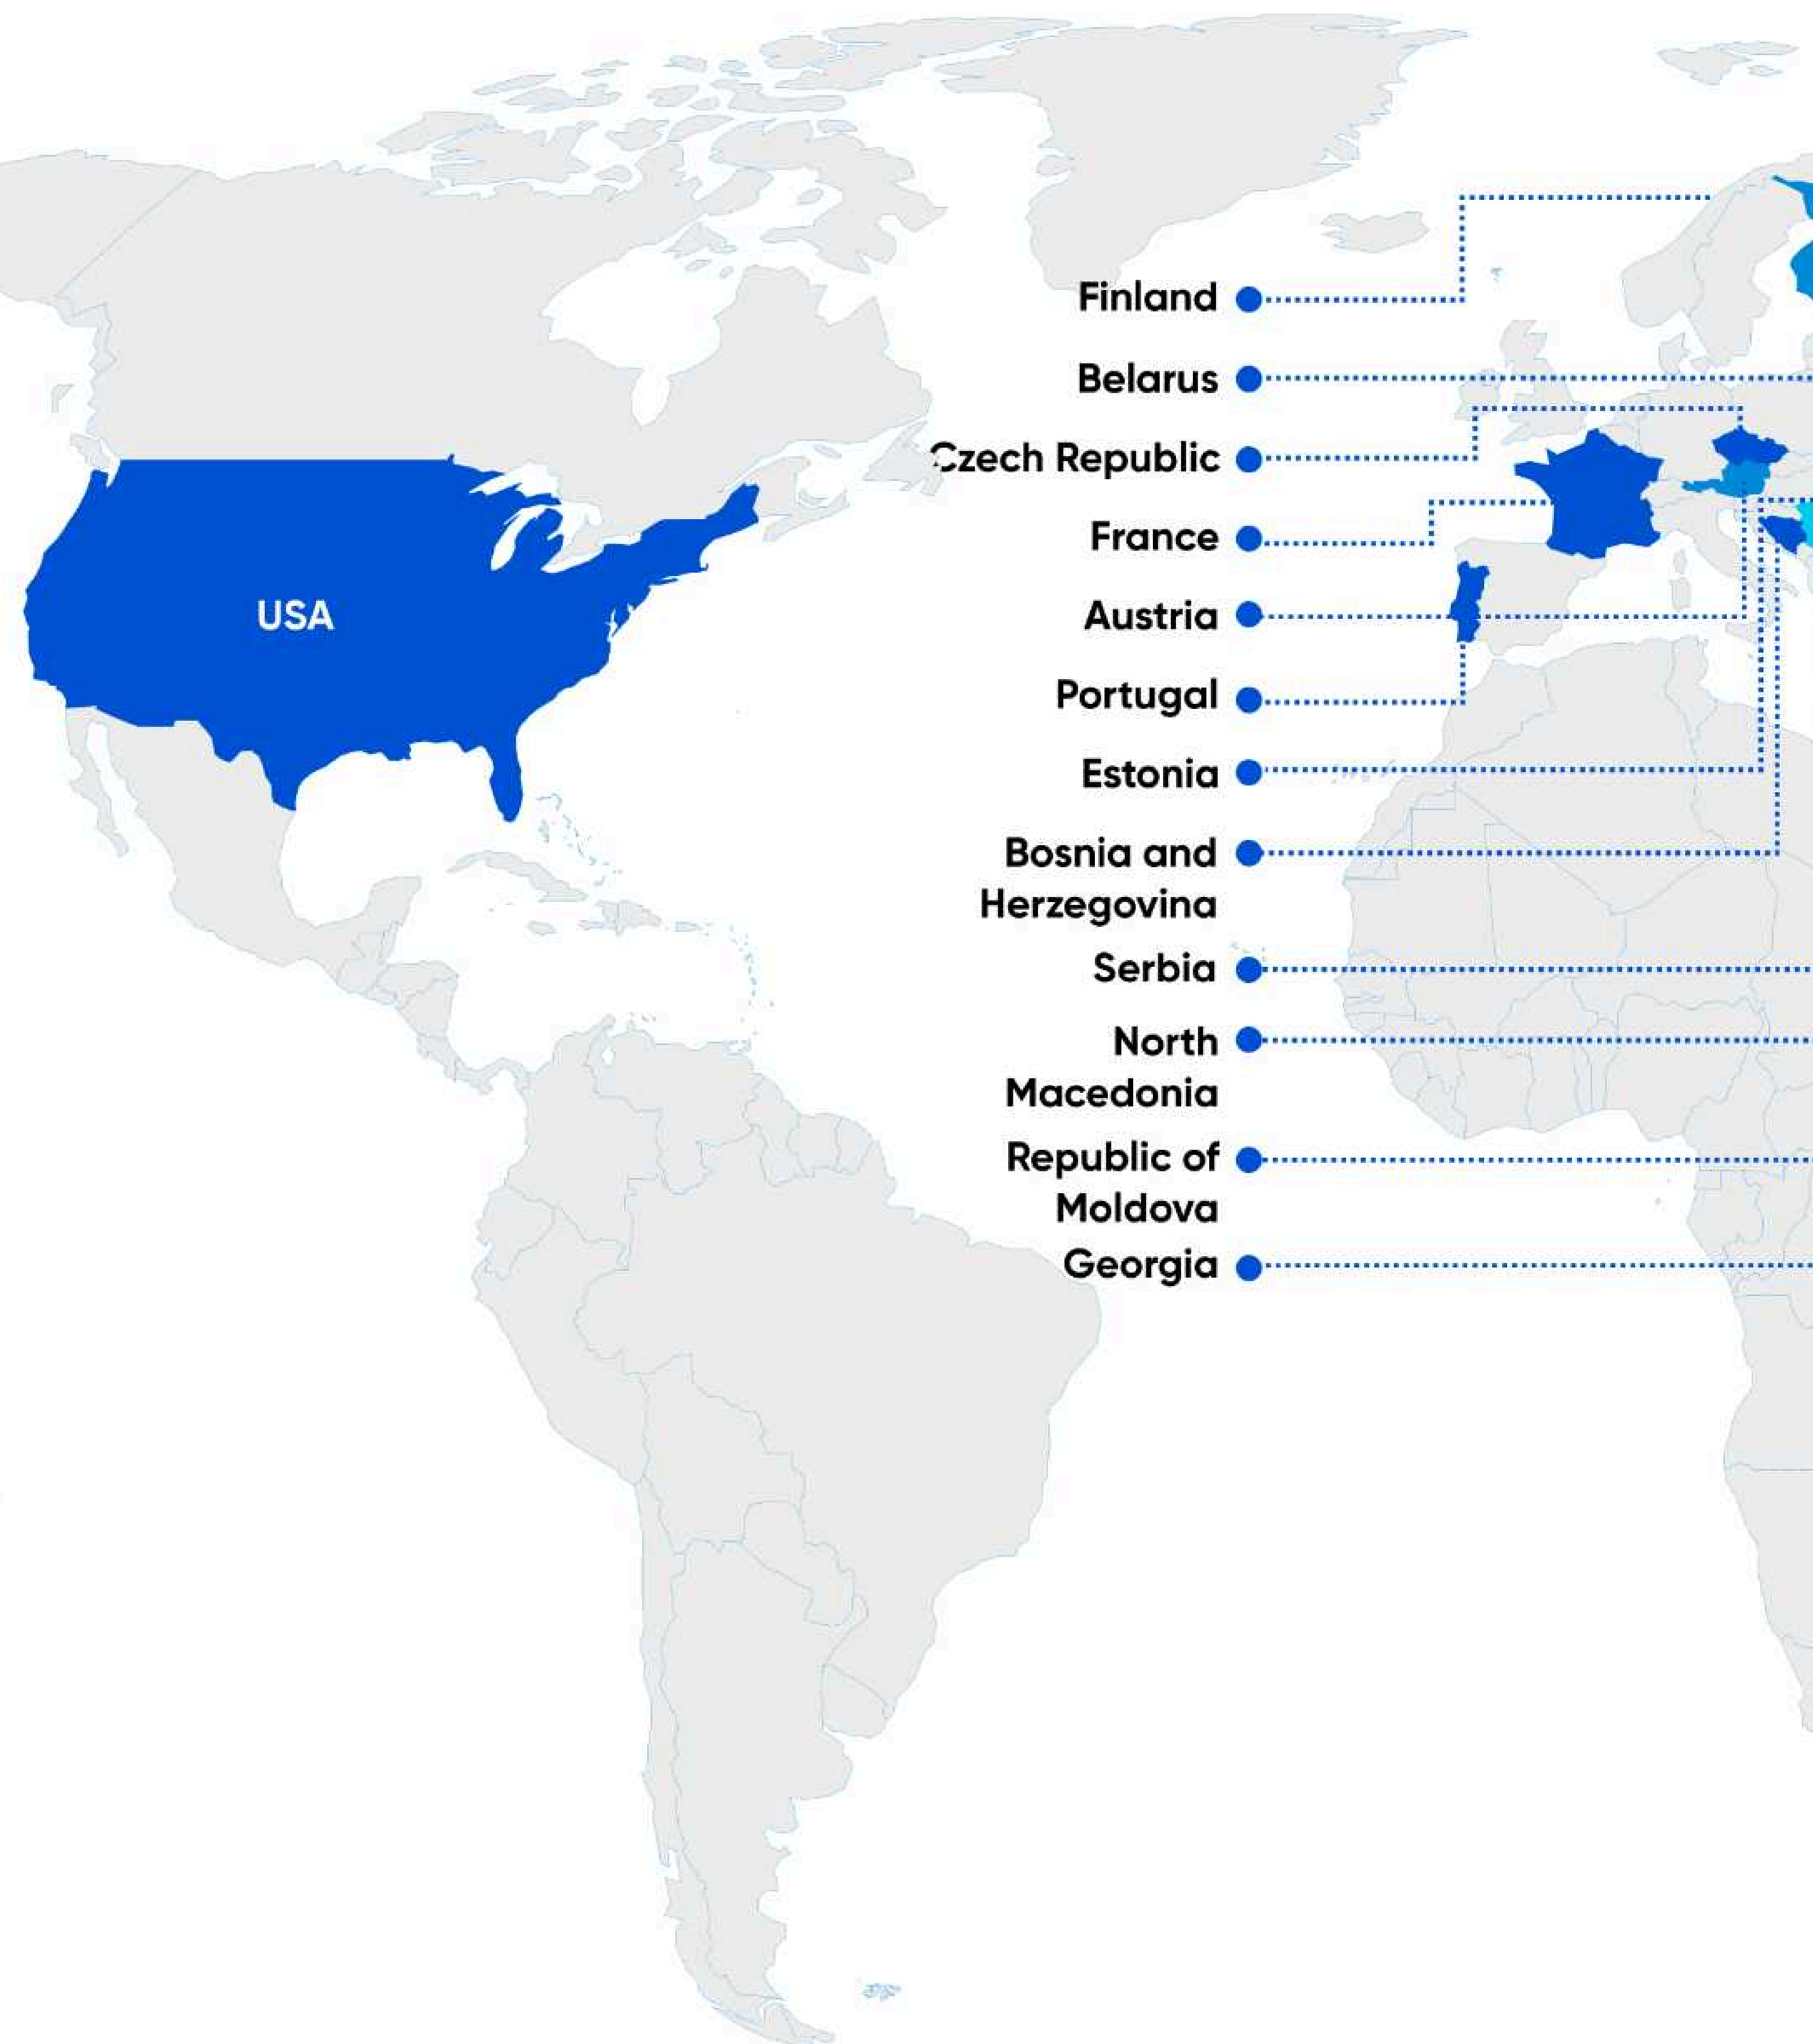 Finland
Belarus
Czech Republic
France
USA
Austria
Portugal
Estonia
Bosnia and
Herzegovina
Serbia
North
Macedonia
Republic of
Moldova
Georgia